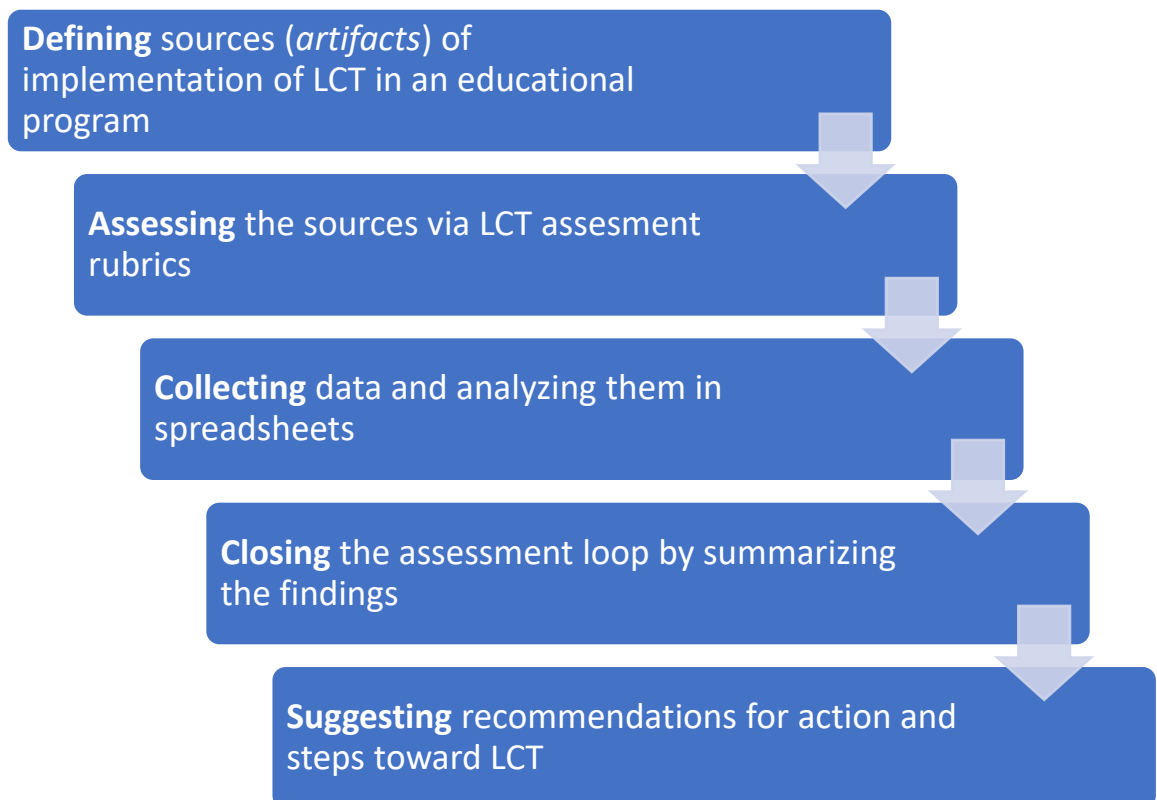 Defining sources (artifacts) of
implementation of LCT in an educational
program
Assessing the sources via LCT assesment
rubrics
Collecting data and analyzing them in
spreadsheets
Closing the assessment loop by summarizing
the findings
Suggesting recommendations for action and
steps toward LCT